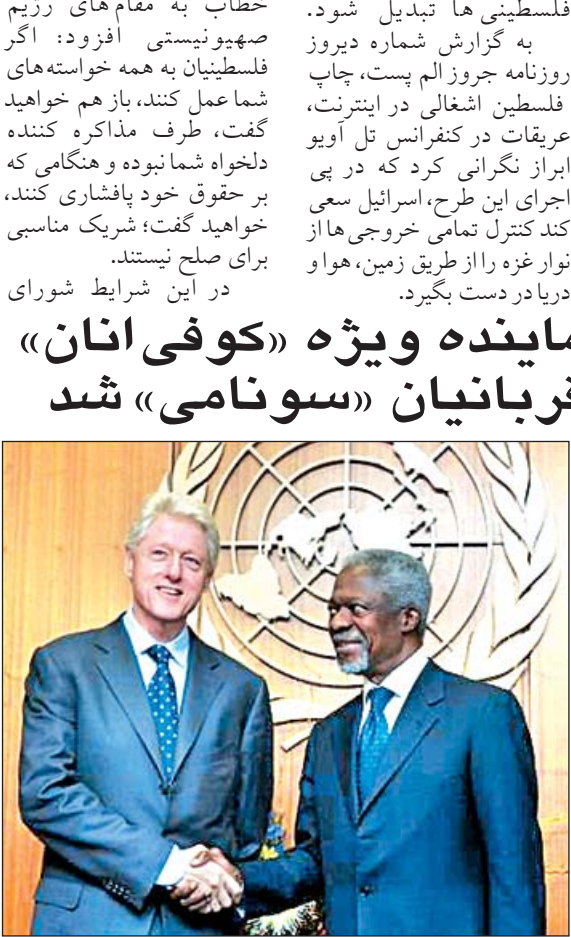 فلسطینی‌ها تبدیل شود.
به گزارش شماره دیروز
روزنامه جروزالم پست، چاپ
فلسطین اشغالی در اینترنت،
عریقات در کنفرانس تل آویو
ابراز نگرانی کرد که در پی
اجرای این طرح، اسرائیل سعی
کند کنترل تمامی خروجی‌ها از
نوار غزه را از طریق زمین، هوا و
دریا در دست بگیرد.
خطاب به مقام‌های رژیم
صهیونیستی افزود: اگر
فلسطینیان به همه خواسته‌های
شما عمل کنند، باز هم خواهید
گفت، طرف مذاکره کننده
دلخواه شما نبوده و هنگامی که
بر حقوق خود پافشاری کنند،
خواهید گفت؛ شریک مناسبی
برای صلح نیستند.
در این شرایط شورای
ماینده ویژه «کوفی انان»
قربانیان «سونامی» شد